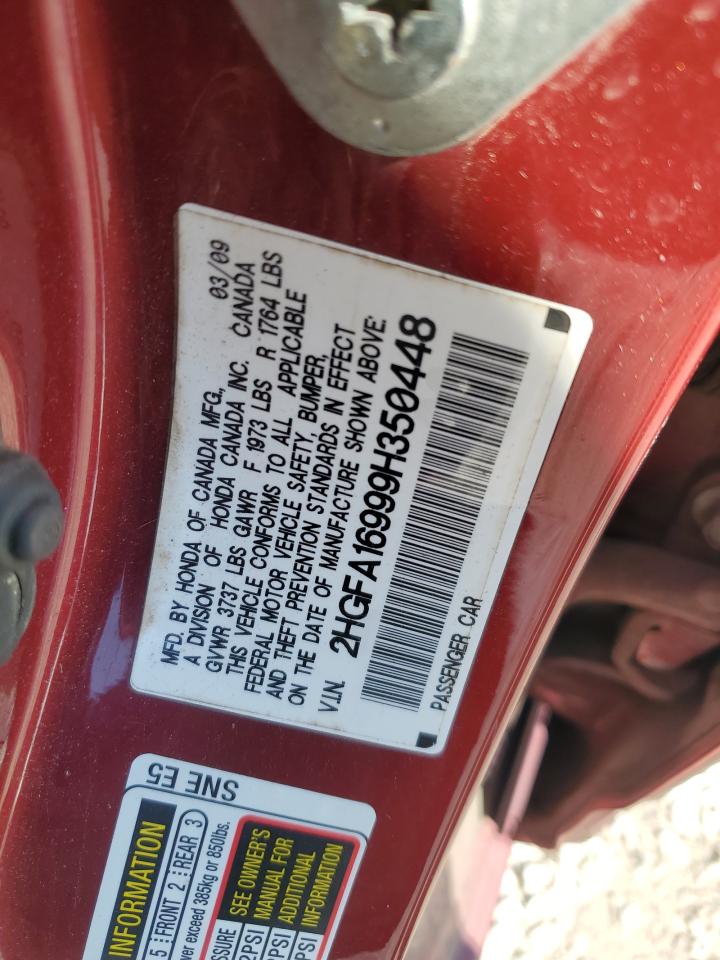 MFD. BY HONDA OF CANADA MFG., 03/09
A DIVISION OF HONDA CANADA INC. CANADA
GVWR 3737 LBS GAWR F 1973 LBS R 1764 LBS
THIS VEHICLE CONFORMS TO ALL APPLICABLE
FEDERAL MOTOR VEHICLE SAFETY, BUMPER,
AND THEFT PREVENTION STANDARDS IN EFFECT
ON THE DATE OF MANUFACTURE SHOWN ABOVE:
V.I.N. 2HGFA16999H350448
PASSENGER CAR
SNE E5
INFORMATION
5 FRONT 2 REAR 3
exceed 385kg or 850lbs.
SEE OWNER'S
MANUAL FOR
ADDITIONAL
INFORMATION